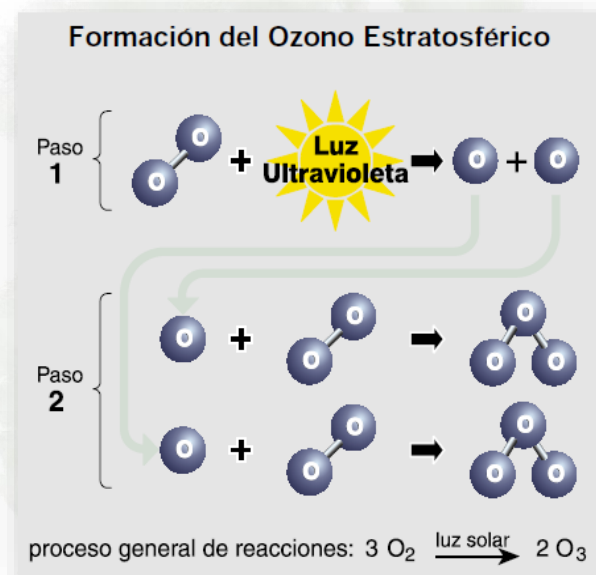 Formación del Ozono Estratosférico
Paso
1
O
O
+
Luz
Ultravioleta
O
+
O
Paso
2
O
+
O
O
O
O
O
O
+
O
O
O
O
O
proceso general de reacciones: 3 O₂ luz solar 2 O₃